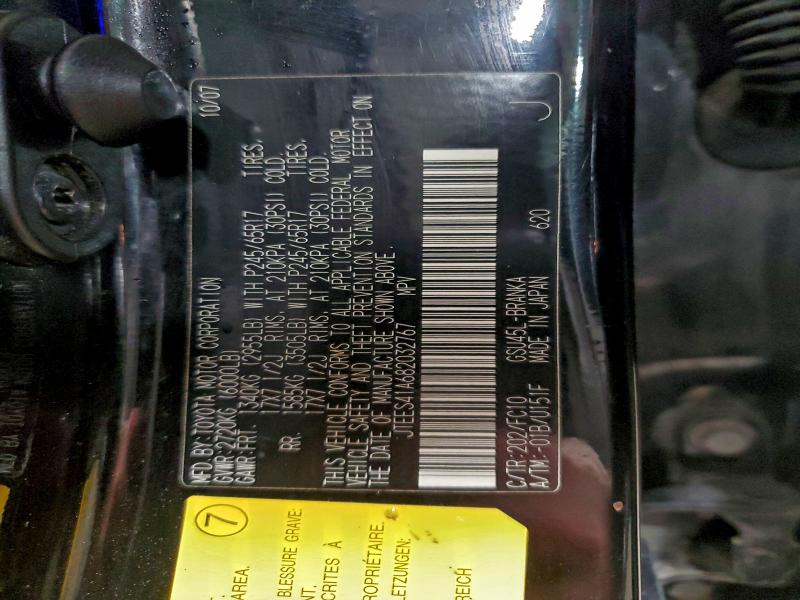 MFD BY: TOYOTA MOTOR CORPORATION 10/07
GVWR: 2720KG (6000LB)
GAWR: FRT. 1340KG (2955LB) WITH P245/65R17 TIRES,
17X7 1/2J RIMS, AT 210KPA (30PSI) COLD.
RR. 1585KG (3505LB) WITH P245/65R17 TIRES,
17X7 1/2J RIMS, AT 210KPA (30PSI) COLD.
THIS VEHICLE CONFORMS TO ALL APPLICABLE FEDERAL MOTOR
VEHICLE SAFETY AND THEFT PREVENTION STANDARDS IN EFFECT ON
THE DATE OF MANUFACTURE SHOWN ABOVE.
JTEES41A682032767 MPV
C/TR: 202/FC10 GSU45L-BRANKA
A/TM: -01B/U151F MADE IN JAPAN 620 J
7
AREA.
BLESSURE GRAVE:
CRITES À
ROPRIÉTAIRE.
LETZUNGEN:
REICH